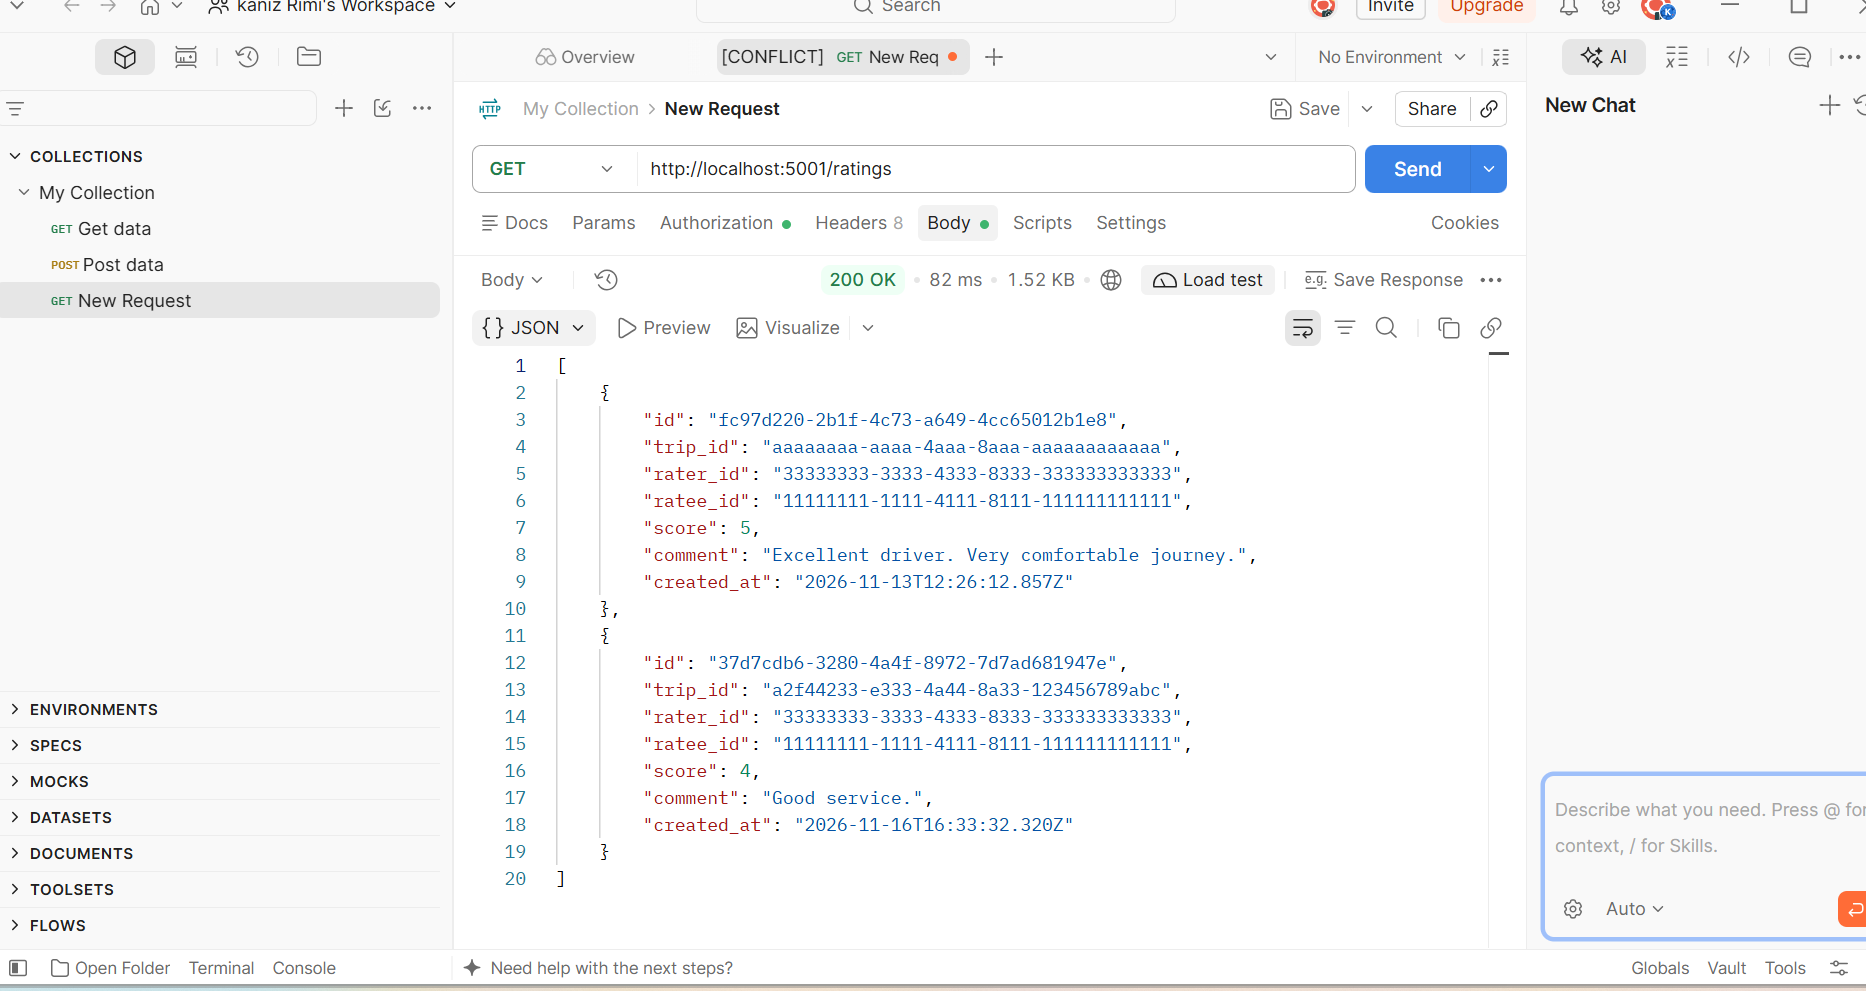 kaniz Rimi's Workspace
Search
Invite
Upgrade
K
Overview
[CONFLICT] GET New Req
No Environment
AI
My Collection > New Request
Save
Share
New Chat
COLLECTIONS
My Collection
GET Get data
POST Post data
GET New Request
HTTP
GET
http://localhost:5001/ratings
Send
Docs
Params
Authorization
Headers 8
Body
Scripts
Settings
Cookies
Body
200 OK
82 ms
1.52 KB
Load test
e.g. Save Response
{} JSON
Preview
Visualize
1 [
2 {
3 "id": "fc97d220-2b1f-4c73-a649-4cc65012b1e8",
4 "trip_id": "aaaaaaaa-aaaa-4aaa-8aaa-aaaaaaaaaaaa",
5 "rater_id": "33333333-3333-4333-8333-333333333333",
6 "ratee_id": "11111111-1111-4111-8111-111111111111",
7 "score": 5,
8 "comment": "Excellent driver. Very comfortable journey.",
9 "created_at": "2026-11-13T12:26:12.857Z"
10 },
11 {
12 "id": "37d7cdb6-3280-4a4f-8972-7d7ad681947e",
13 "trip_id": "a2f44233-e333-4a44-8a33-123456789abc",
14 "rater_id": "33333333-3333-4333-8333-333333333333",
15 "ratee_id": "11111111-1111-4111-8111-111111111111",
16 "score": 4,
17 "comment": "Good service.",
18 "created_at": "2026-11-16T16:33:32.320Z"
19 }
20 ]
ENVIRONMENTS
SPECS
MOCKS
DATASETS
DOCUMENTS
TOOLSETS
FLOWS
Describe what you need. Press @ for
context, / for Skills.
Auto
Open Folder
Terminal
Console
Need help with the next steps?
Globals
Vault
Tools